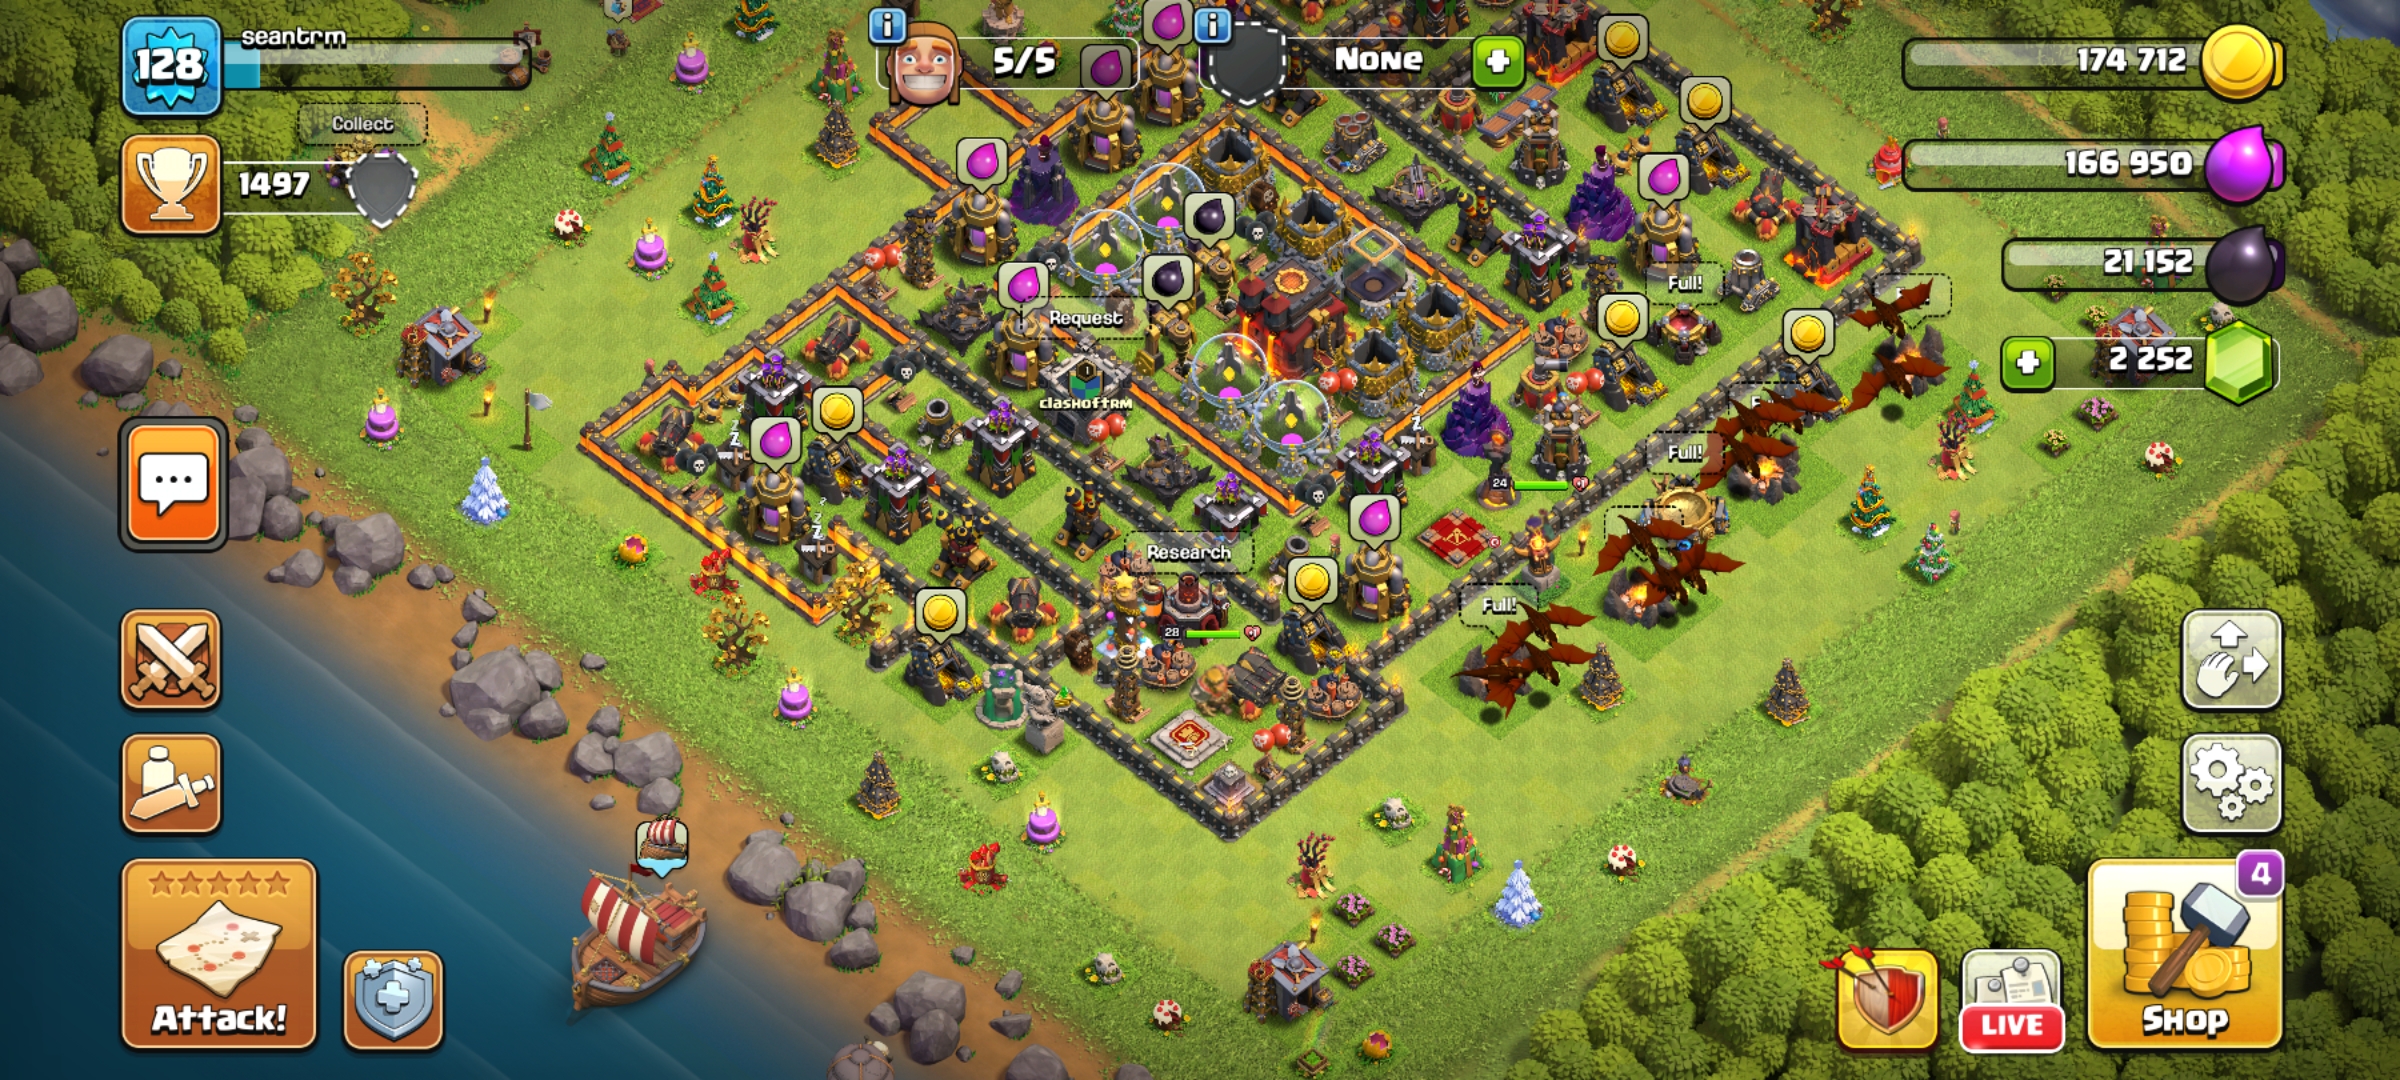 128
seantrm
5/5
None
174 712
Collect
1497
166 950
21 152
Full!
Request
2 252
1
clashofTRM
Full!
24
Research
Full!
28
4
Attack!
LIVE
Shop